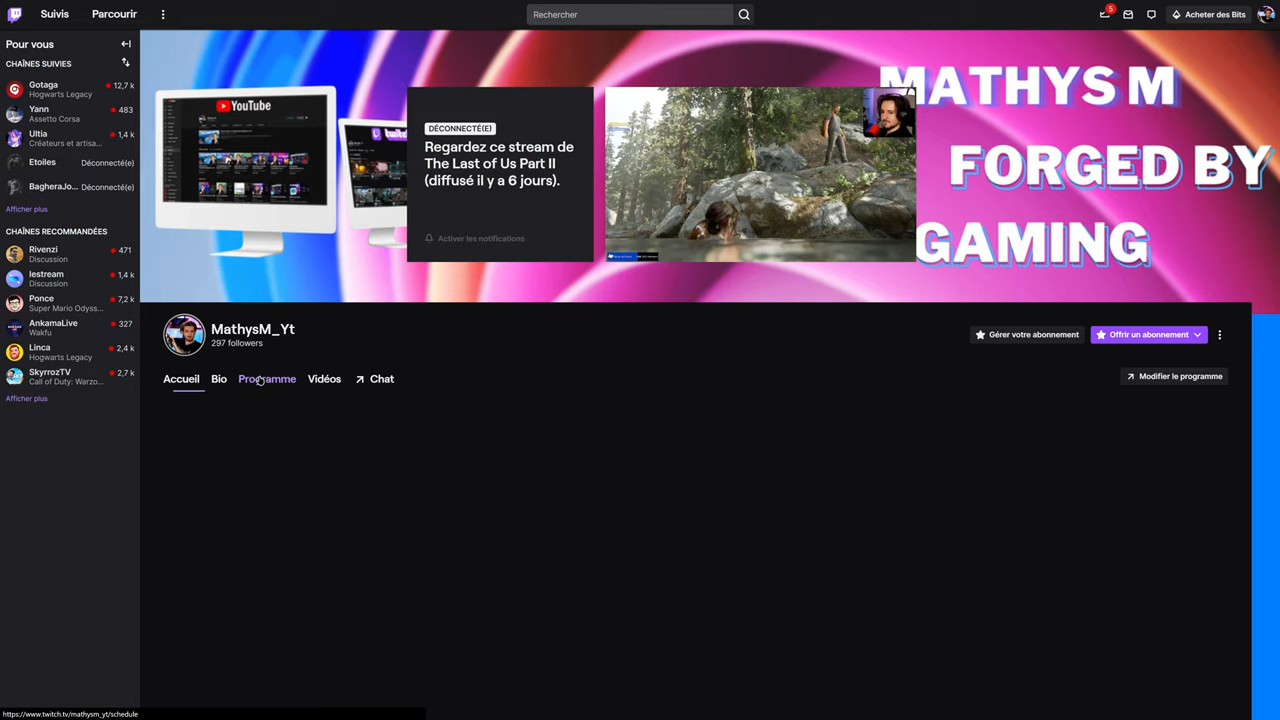 Suivis
Parcourir
Rechercher
5
Acheter des Bits
Pour vous
CHAÎNES SUIVIES
Gotaga
12,7 k
Hogwarts Legacy
Yann
483
Assetto Corsa
Ultia
1,4 k
Créateurs et artisa...
Etoiles
Déconnecté(e)
BagheraJo...
Déconnecté(e)
Afficher plus
CHAÎNES RECOMMANDÉES
Rivenzi
471
Discussion
Iestream
1,4 k
Discussion
Ponce
7,2 k
Super Mario Odyss...
AnkamaLive
327
Wakfu
Linca
2,4 k
Hogwarts Legacy
SkyrrozTV
2,7 k
Call of Duty: Warzo...
Afficher plus
YouTube
DÉCONNECTÉ(E)
Regardez ce stream de
The Last of Us Part II
(diffusé il y a 6 jours).
Activer les notifications
MATHYS M
FORGED BY
GAMING
MathysM_Yt
297 followers
Gérer votre abonnement
Offrir un abonnement
Accueil
Bio
Programme
Vidéos
Chat
Modifier le programme
https://www.twitch.tv/mathysm_yt/schedule